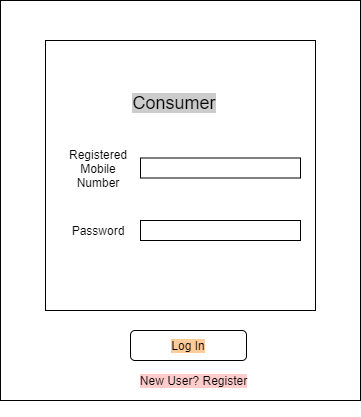 Consumer
Registered
Mobile
Number
Password
Log In
New User? Register